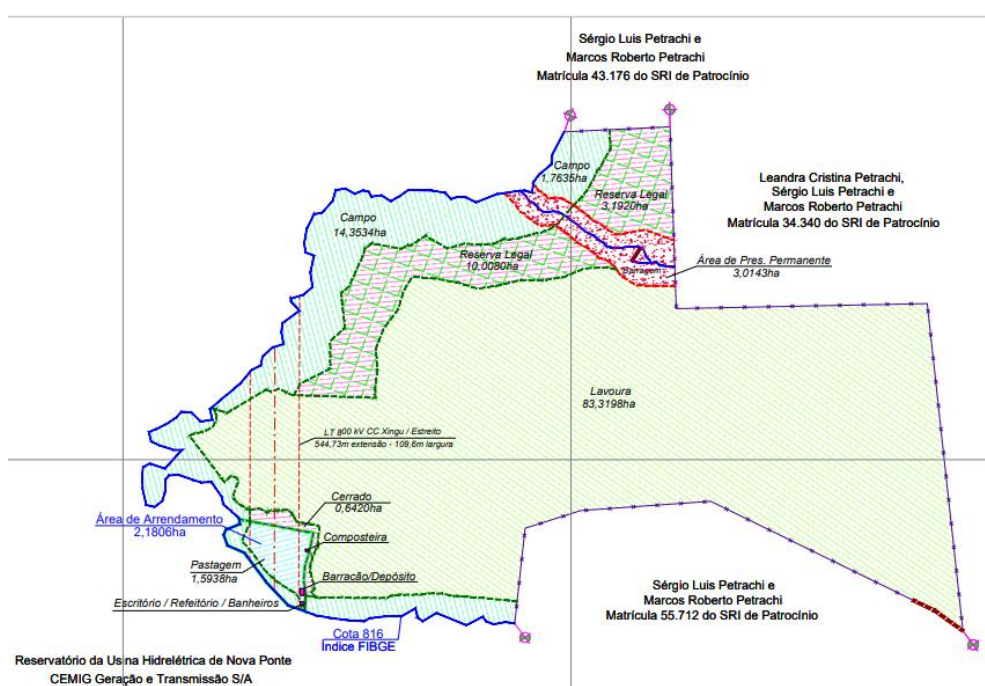 Sérgio Luis Petrachi e
Marcos Roberto Petrachi
Matrícula 43.176 do SRI de Patrocínio
Campo
1,7635ha
Reserva Legal
3,1920ha
Leandra Cristina Petrachi,
Sérgio Luis Petrachi e
Marcos Roberto Petrachi
Matrícula 34.340 do SRI de Patrocínio
Campo
14,3534ha
Reserva Legal
10,0080ha
Barragem
Área de Pres. Permanente
3,0143ha
Lavoura
83,3198ha
LT 800 kV CC Xingu / Estreito
544,73m extensão - 109,6m largura
Cerrado
0,6420ha
Área de Arrendamento
2,1806ha
Composteira
Pastagem
1,5938ha
Barracão/Depósito
Escritório / Refeitório / Banheiros
Sérgio Luis Petrachi e
Marcos Roberto Petrachi
Matrícula 55.712 do SRI de Patrocínio
Cota 816
Índice FIBGE
Reservatório da Usina Hidrelétrica de Nova Ponte
CEMIG Geração e Transmissão S/A